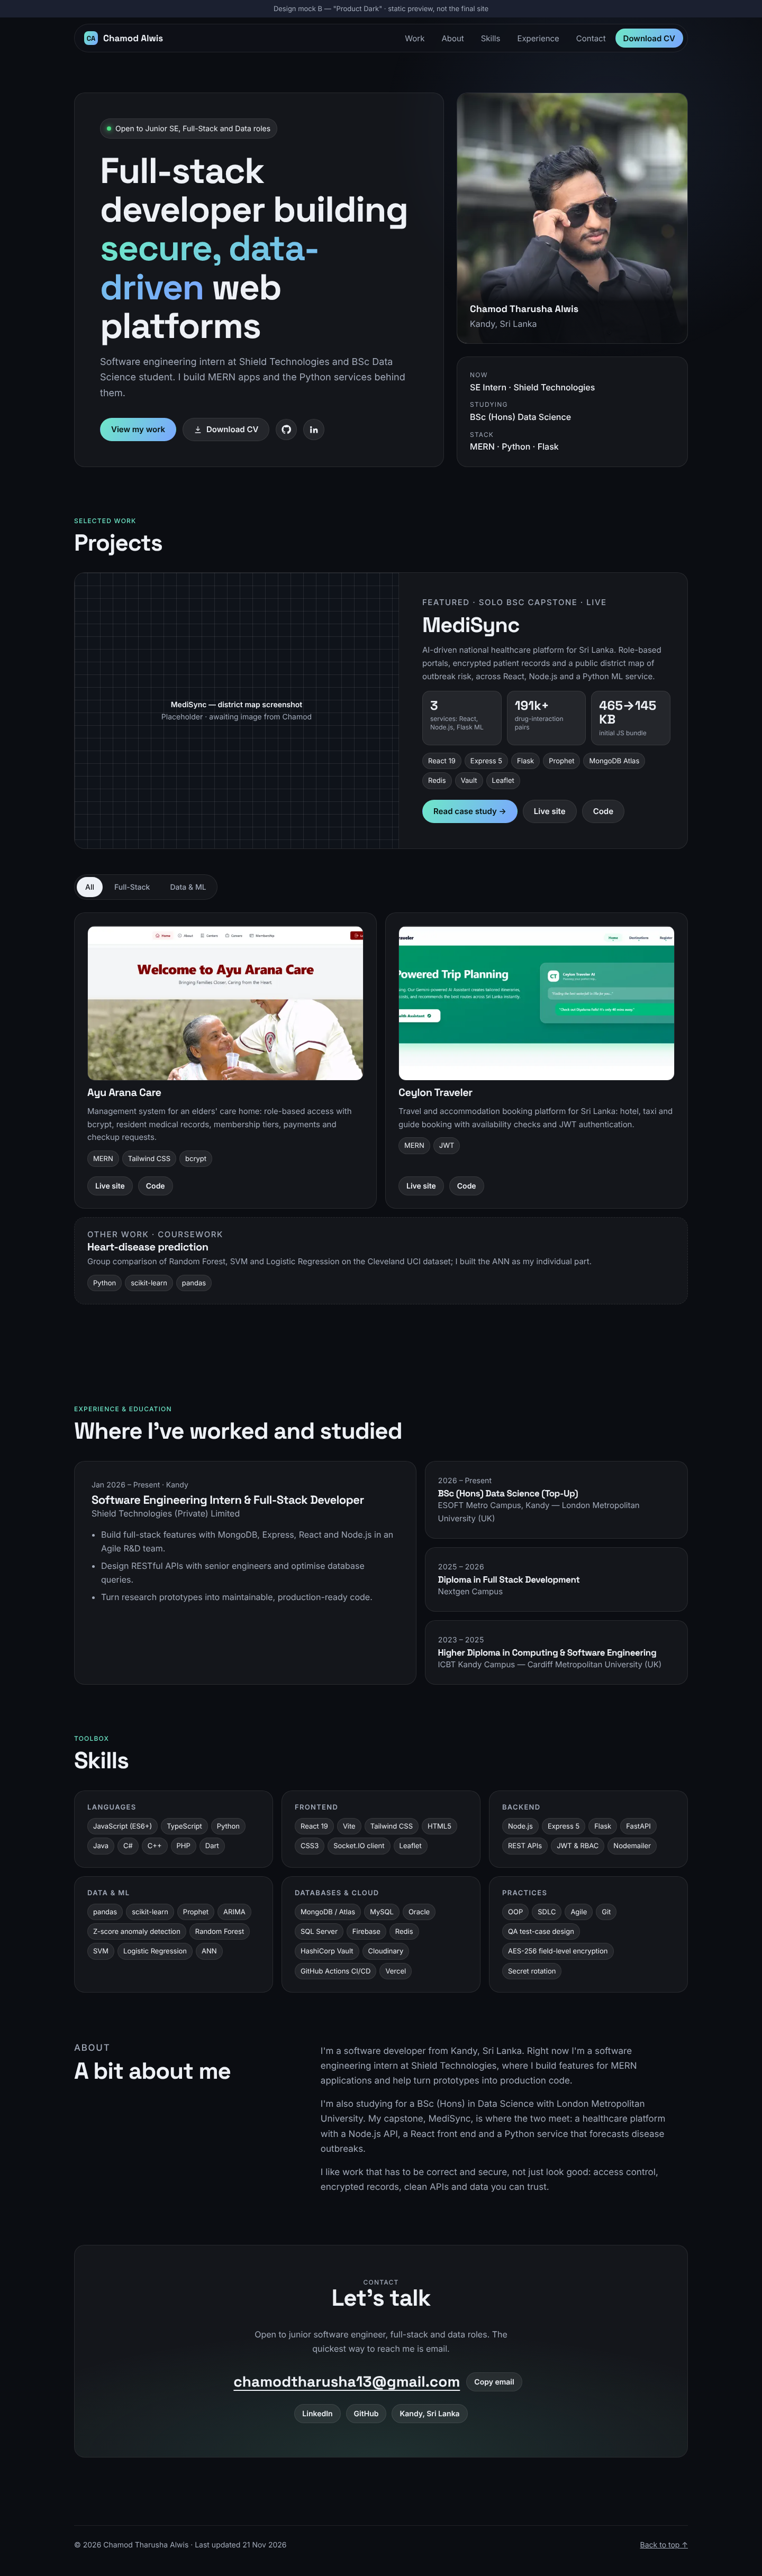 Design mock B — "Product Dark" · static preview, not the final site
CA Chamod Alwis
Work About Skills Experience Contact Download CV
Open to Junior SE, Full-Stack and Data roles
Full-stack
developer building
secure, data-
driven web
platforms
Software engineering intern at Shield Technologies and BSc Data
Science student. I build MERN apps and the Python services behind
them.
View my work Download CV in
Chamod Tharusha Alwis
Kandy, Sri Lanka
NOW
SE Intern · Shield Technologies
STUDYING
BSc (Hons) Data Science
STACK
MERN · Python · Flask
SELECTED WORK
Projects
MediSync — district map screenshot
Placeholder · awaiting image from Chamod
FEATURED · SOLO BSC CAPSTONE · LIVE
MediSync
AI-driven national healthcare platform for Sri Lanka. Role-based
portals, encrypted patient records and a public district map of
outbreak risk, across React, Node.js and a Python ML service.
3
services: React,
Node.js, Flask ML
191k+
drug-interaction
pairs
465→145
KB
initial JS bundle
React 19 Express 5 Flask Prophet MongoDB Atlas
Redis Vault Leaflet
Read case study → Live site Code
All Full-Stack Data & ML
Home About Contact Careers Membership
Welcome to Ayu Arana Care
Bringing Families Closer, Caring from the Heart.
Ayu Arana Care
Management system for an elders' care home: role-based access with
bcrypt, resident medical records, membership tiers, payments and
checkup requests.
MERN Tailwind CSS bcrypt
Live site Code
raveler Home Destinations Register
Powered Trip Planning
CT Ceylon Traveler AI
Ceylon Traveler
Travel and accommodation booking platform for Sri Lanka: hotel, taxi and
guide booking with availability checks and JWT authentication.
MERN JWT
Live site Code
OTHER WORK · COURSEWORK
Heart-disease prediction
Group comparison of Random Forest, SVM and Logistic Regression on the Cleveland UCI dataset; I built the ANN as my individual part.
Python scikit-learn pandas
EXPERIENCE & EDUCATION
Where I've worked and studied
Jan 2026 – Present · Kandy
Software Engineering Intern & Full-Stack Developer
Shield Technologies (Private) Limited
• Build full-stack features with MongoDB, Express, React and Node.js in an
Agile R&D team.
• Design RESTful APIs with senior engineers and optimise database
queries.
• Turn research prototypes into maintainable, production-ready code.
2026 – Present
BSc (Hons) Data Science (Top-Up)
ESOFT Metro Campus, Kandy — London Metropolitan
University (UK)
2025 – 2026
Diploma in Full Stack Development
Nextgen Campus
2023 – 2025
Higher Diploma in Computing & Software Engineering
ICBT Kandy Campus — Cardiff Metropolitan University (UK)
TOOLBOX
Skills
LANGUAGES
JavaScript (ES6+) TypeScript Python
Java C# C++ PHP Dart
FRONTEND
React 19 Vite Tailwind CSS HTML5
CSS3 Socket.IO client Leaflet
BACKEND
Node.js Express 5 Flask FastAPI
REST APIs JWT & RBAC Nodemailer
DATA & ML
pandas scikit-learn Prophet ARIMA
Z-score anomaly detection Random Forest
SVM Logistic Regression ANN
DATABASES & CLOUD
MongoDB / Atlas MySQL Oracle
SQL Server Firebase Redis
HashiCorp Vault Cloudinary
GitHub Actions CI/CD Vercel
PRACTICES
OOP SDLC Agile Git
QA test-case design
AES-256 field-level encryption
Secret rotation
ABOUT
A bit about me
I'm a software developer from Kandy, Sri Lanka. Right now I'm a software
engineering intern at Shield Technologies, where I build features for MERN
applications and help turn prototypes into production code.
I'm also studying for a BSc (Hons) in Data Science with London Metropolitan
University. My capstone, MediSync, is where the two meet: a healthcare platform
with a Node.js API, a React front end and a Python service that forecasts disease
outbreaks.
I like work that has to be correct and secure, not just look good: access control,
encrypted records, clean APIs and data you can trust.
CONTACT
Let's talk
Open to junior software engineer, full-stack and data roles. The
quickest way to reach me is email.
chamodtharusha13@gmail.com Copy email
LinkedIn GitHub Kandy, Sri Lanka
© 2026 Chamod Tharusha Alwis · Last updated 21 Nov 2026
Back to top ↑